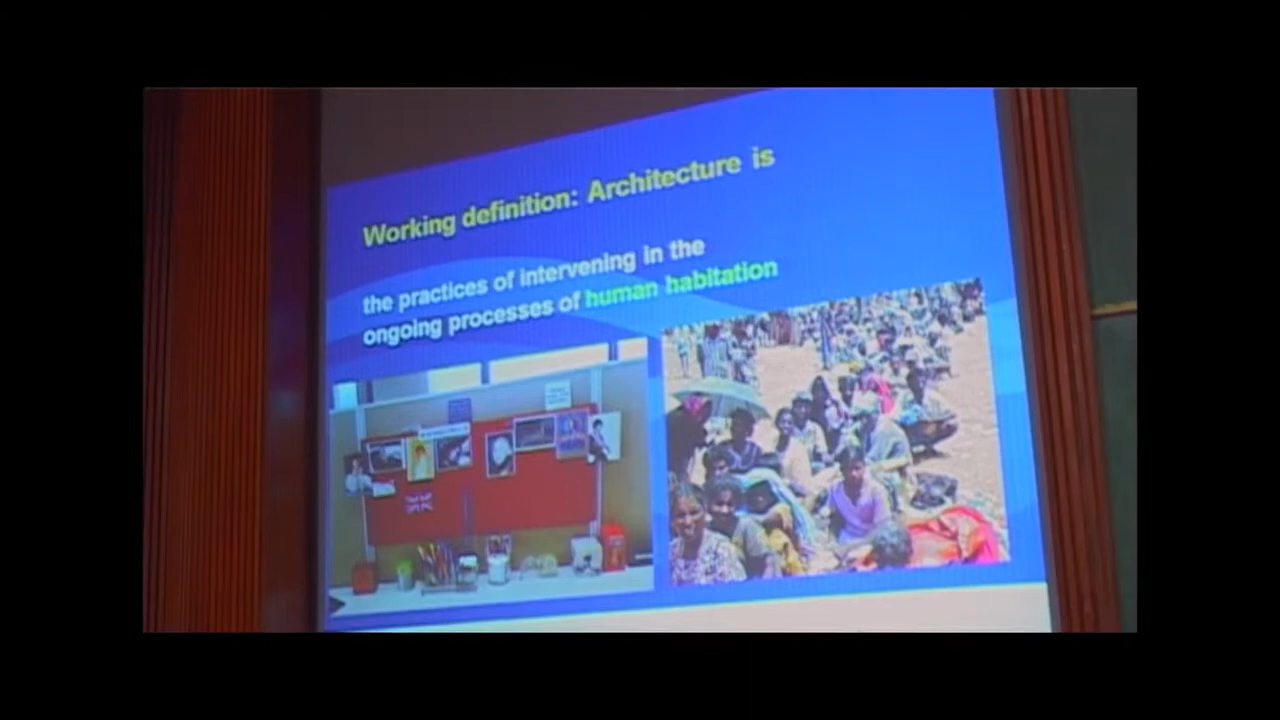 Working definition: Architecture is
the practices of intervening in the
ongoing processes of human habitation